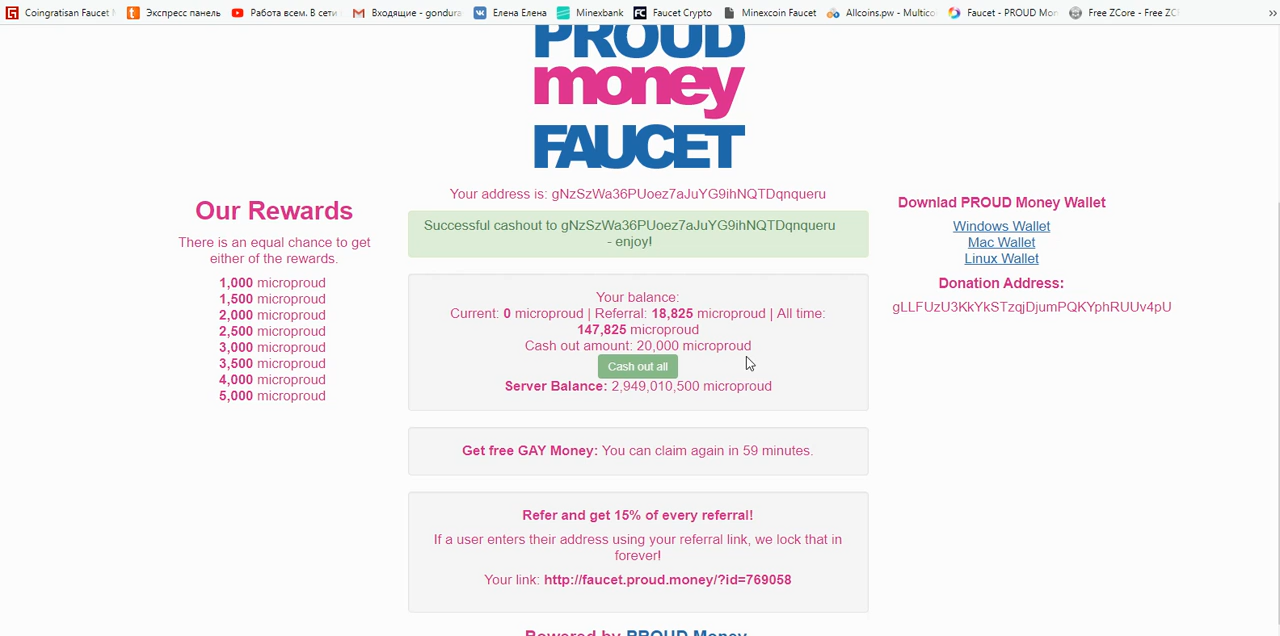 Coingratisan Faucet
Экспресс панель
Работа всем. В сети
Входящие - gondura
Елена Елена
Minexbank
Faucet Crypto
Minexcoin Faucet
Allcoins.pw - Multico
Faucet - PROUD Mon
Free ZCore - Free ZC
»
PROUD
money
FAUCET
Your address is: gNzSzWa36PUoez7aJuYG9ihNQTDqnqueru
Successful cashout to gNzSzWa36PUoez7aJuYG9ihNQTDqnqueru
- enjoy!
Our Rewards
There is an equal chance to get
either of the rewards.
1,000 microproud
1,500 microproud
2,000 microproud
2,500 microproud
3,000 microproud
3,500 microproud
4,000 microproud
5,000 microproud
Your balance:
Current: 0 microproud | Referral: 18,825 microproud | All time:
147,825 microproud
Cash out amount: 20,000 microproud
Cash out all
Server Balance: 2,949,010,500 microproud
Get free GAY Money: You can claim again in 59 minutes.
Refer and get 15% of every referral!
If a user enters their address using your referral link, we lock that in
forever!
Your link: http://faucet.proud.money/?id=769058
Powered by PROUD Money
Downlad PROUD Money Wallet
Windows Wallet
Mac Wallet
Linux Wallet
Donation Address:
gLLFUzU3KkYkSTzqjDjumPQKYphRUUv4pU